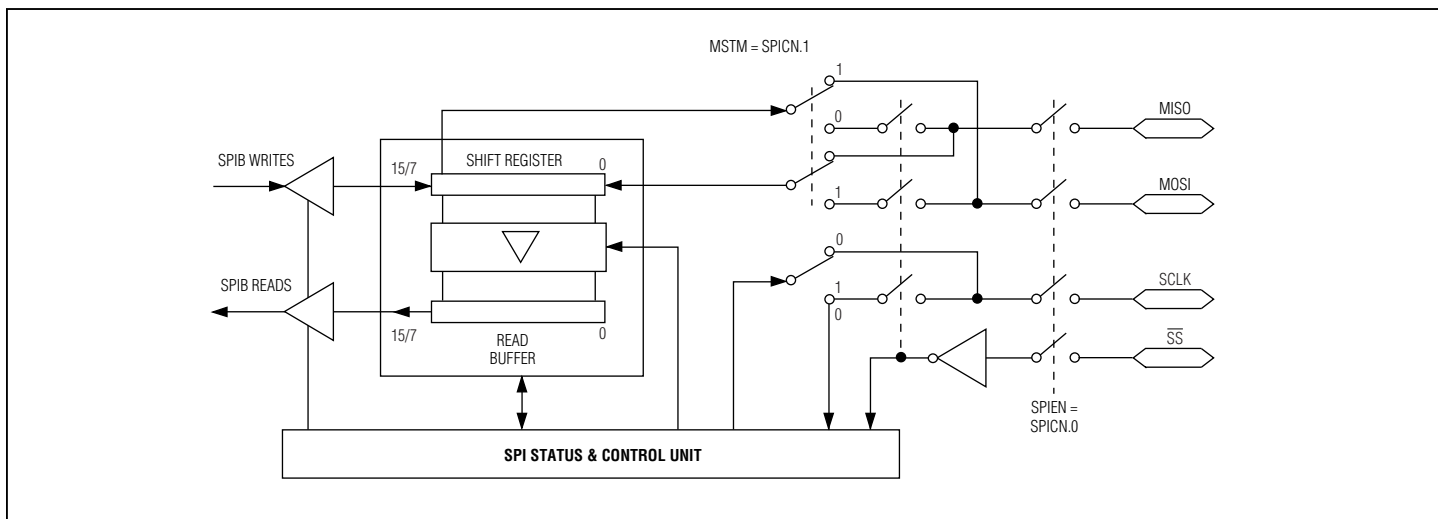 MSTM = SPICN.1
1
MISO
0
SHIFT REGISTER
0
SPIB WRITES
15/7
1
MOSI
0
SPIB READS
1
SCLK
0
15/7
0
READ
BUFFER
SS
SPIEN =
SPICN.0
SPI STATUS & CONTROL UNIT